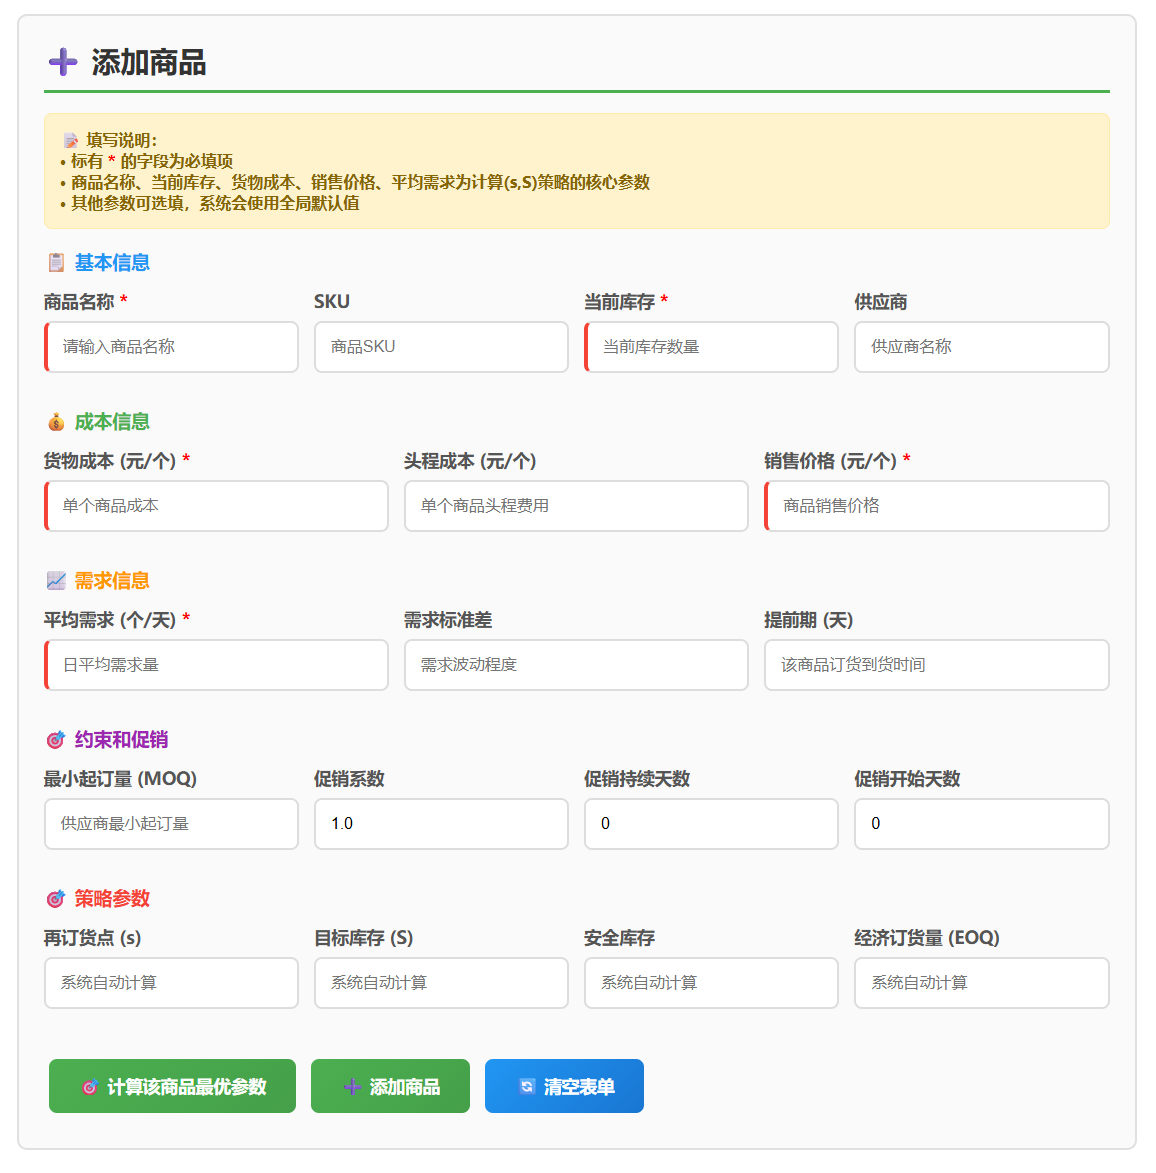 添加商品
填写说明：
• 标有 * 的字段为必填项
• 商品名称、当前库存、货物成本、销售价格、平均需求为计算(s,S)策略的核心参数
• 其他参数可选填，系统会使用全局默认值
基本信息
商品名称 * SKU 当前库存 * 供应商
请输入商品名称 商品SKU 当前库存数量 供应商名称
成本信息
货物成本 (元/个) * 头程成本 (元/个) 销售价格 (元/个) *
单个商品成本 单个商品头程费用 商品销售价格
需求信息
平均需求 (个/天) * 需求标准差 提前期 (天)
日平均需求量 需求波动程度 该商品订货到货时间
约束和促销
最小起订量 (MOQ) 促销系数 促销持续天数 促销开始天数
供应商最小起订量 1.0 0 0
策略参数
再订货点 (s) 目标库存 (S) 安全库存 经济订货量 (EOQ)
系统自动计算 系统自动计算 系统自动计算 系统自动计算
计算该商品最优参数 添加商品 清空表单